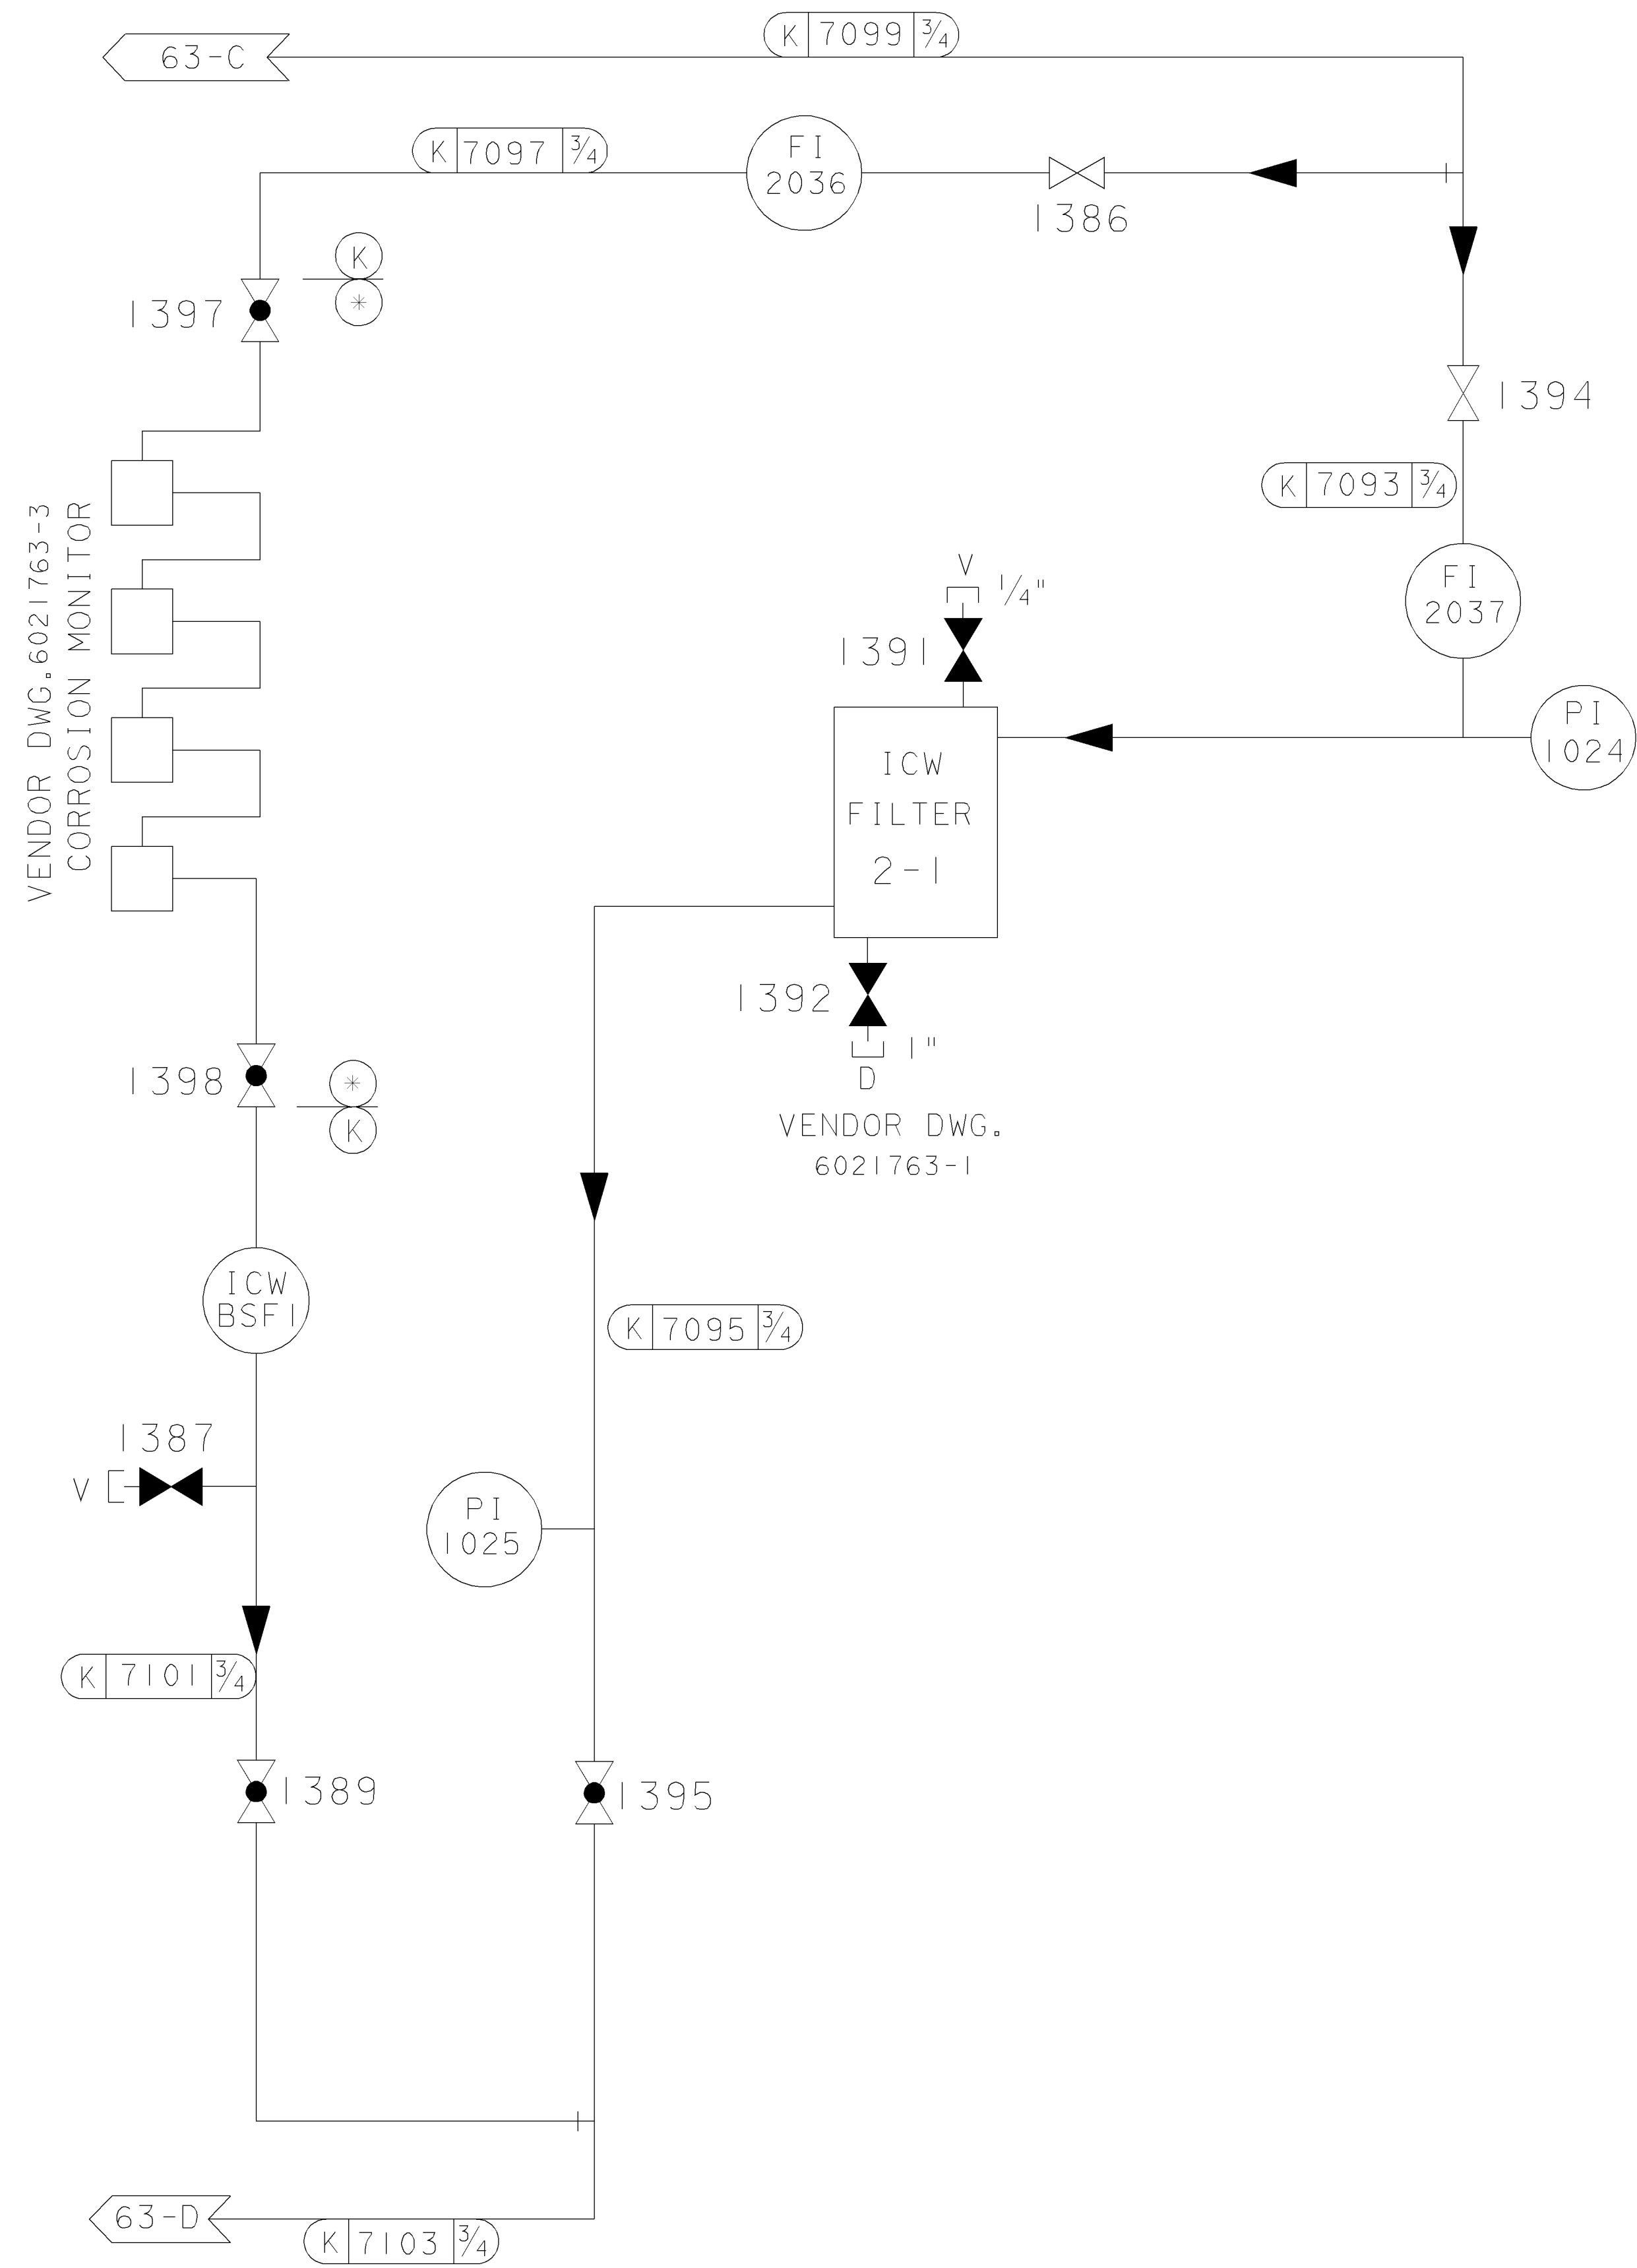 63-C
K 7099 3/4
K 7097 3/4
FI
2036
1386
K
*
1397
1394
K 7093 3/4
VENDOR DWG.6021763-3
CORROSION MONITOR
V
1/4"
1391
FI
2037
PI
1024
ICW
FILTER
2-1
1392
1"
D
VENDOR DWG.
6021763-1
1398
*
K
ICW
BSF1
K 7095 3/4
1387
V
PI
1025
K 7101 3/4
1389
1395
63-D
K 7103 3/4